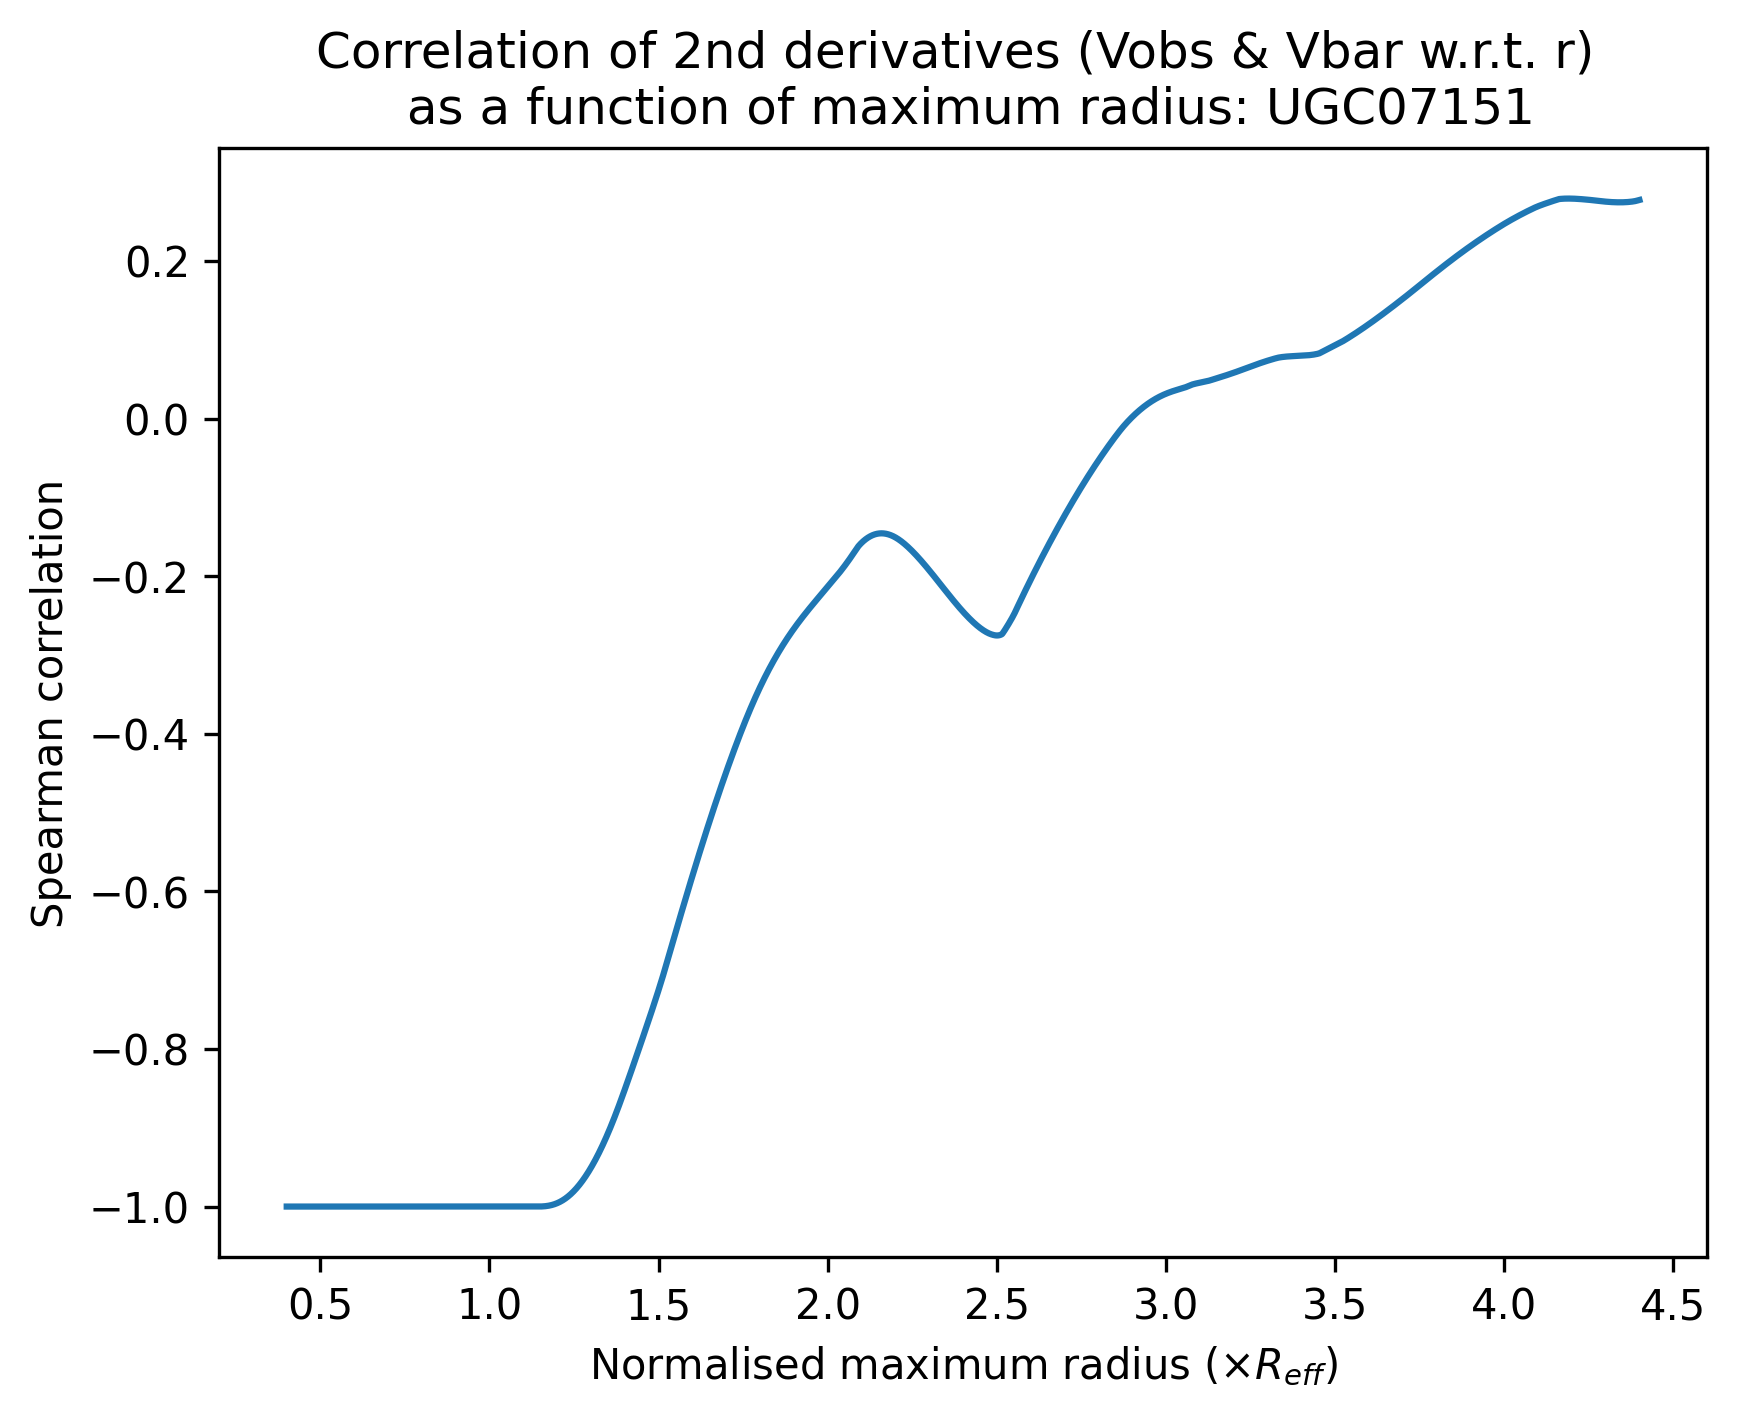 Correlation of 2nd derivatives (Vobs & Vbar w.r.t. r)
as a function of maximum radius: UGC07151
Spearman correlation
0.2
0.0
−0.2
−0.4
−0.6
−0.8
−1.0
0.5 1.0 1.5 2.0 2.5 3.0 3.5 4.0 4.5
Normalised maximum radius (×R_eff)